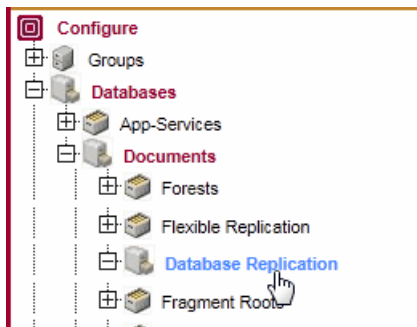 Configure
Groups
Databases
App-Services
Documents
Forests
Flexible Replication
Database Replication
Fragment Roots